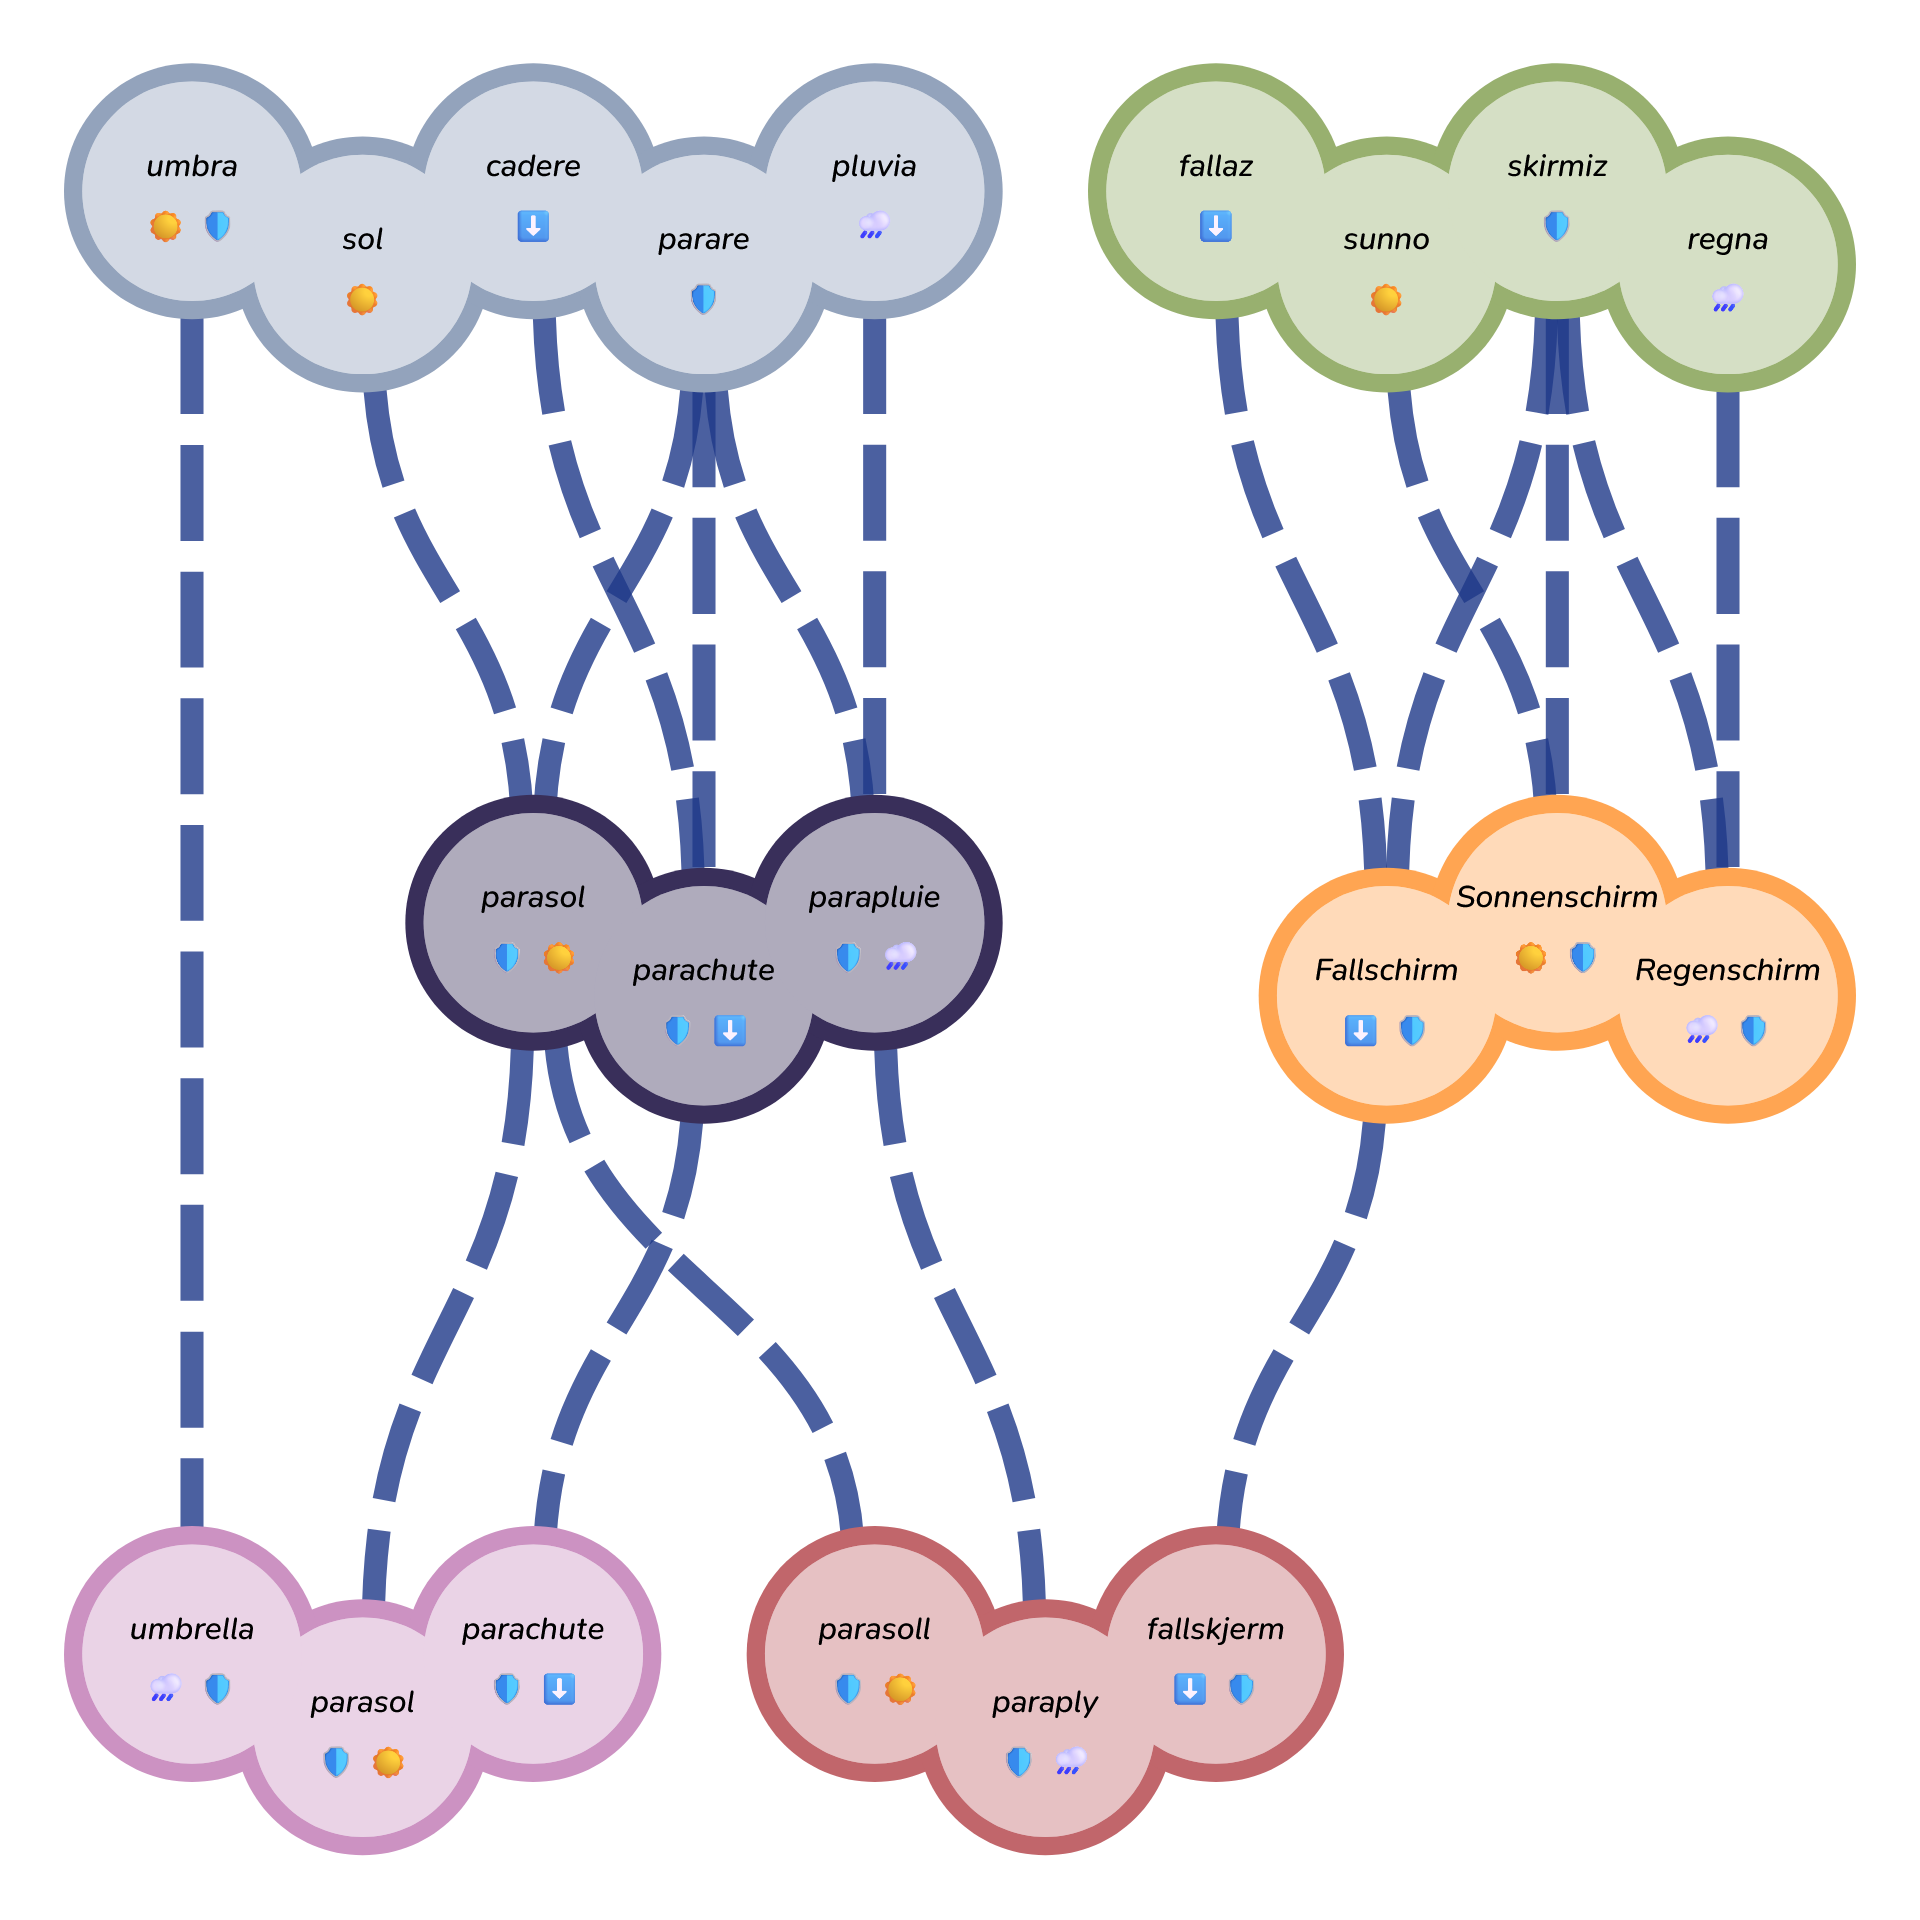 umbra
sol
cadere
parare
pluvia
fallaz
sunno
skirmiz
regna
parasol
parachute
parapluie
Fallschirm
Sonnenschirm
Regenschirm
umbrella
parasol
parachute
parasoll
paraply
fallskjerm